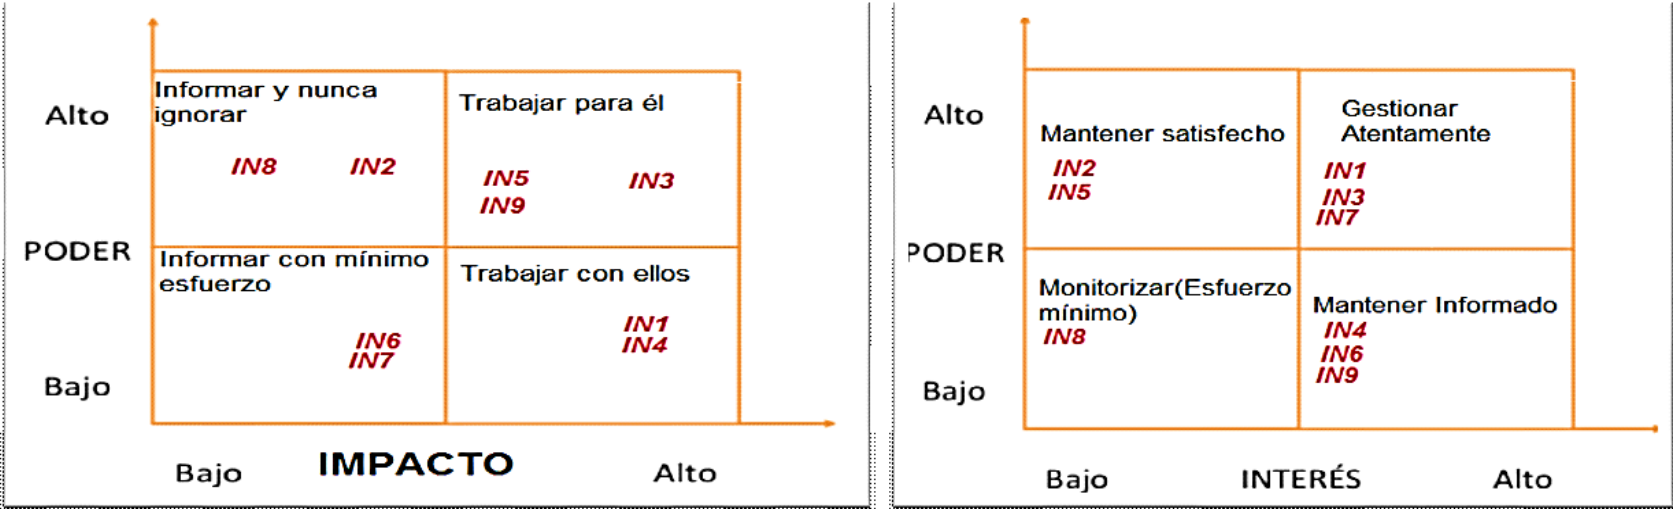 Alto
Informar y nunca
ignorar
Trabajar para él
IN8
IN2
IN5
IN3
IN9
PODER
Informar con mínimo
esfuerzo
Trabajar con ellos
IN6
IN7
IN1
IN4
Bajo
Bajo
IMPACTO
Alto
Alto
Mantener satisfecho
Gestionar
Atentamente
IN2
IN5
IN1
IN3
IN7
PODER
Monitorizar(Esfuerzo
mínimo)
IN8
Mantener Informado
IN4
IN6
IN9
Bajo
Bajo
INTERÉS
Alto